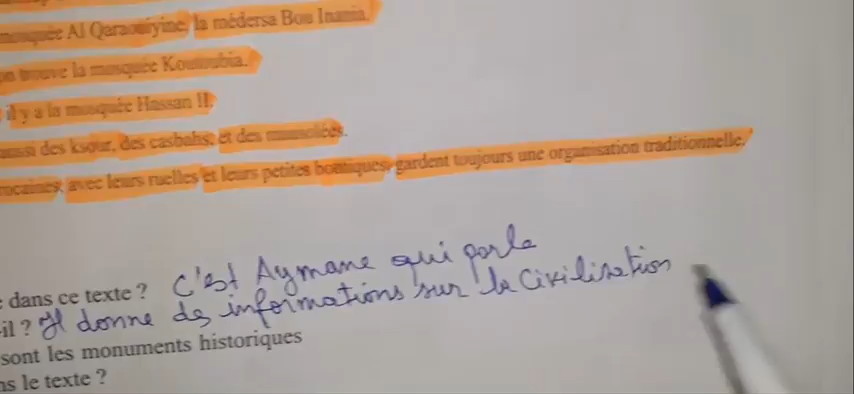 mosquée Al Qaraouiyine, la médersa Bou Inania.
on trouve la mosquée Koutoubia.
il y a la mosquée Hassan II.
aussi des ksour, des casbahs, et des mausolées.
rocaines, avec leurs ruelles et leurs petites boutiques, gardent toujours une organisation traditionnelle.
dans ce texte ? C'est Aymane qui parle
il ? Il donne des informations sur la Civilisation
sont les monuments historiques
ns le texte ?